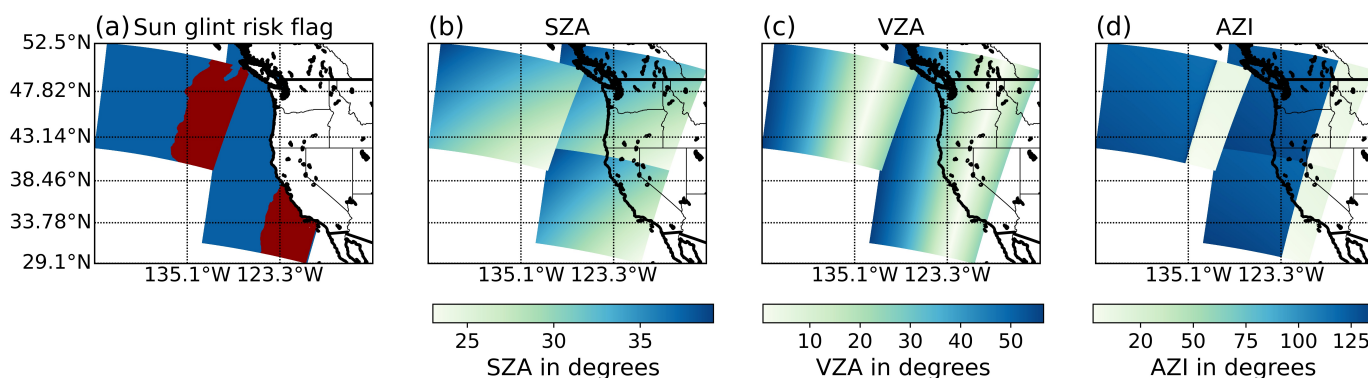 (a) Sun glint risk flag
(b) SZA
(c) VZA
(d) AZI
52.5°N
47.82°N
43.14°N
38.46°N
33.78°N
29.1°N
135.1°W 123.3°W
135.1°W 123.3°W
135.1°W 123.3°W
135.1°W 123.3°W
25 30 35
SZA in degrees
10 20 30 40 50
VZA in degrees
20 50 75 100 125
AZI in degrees